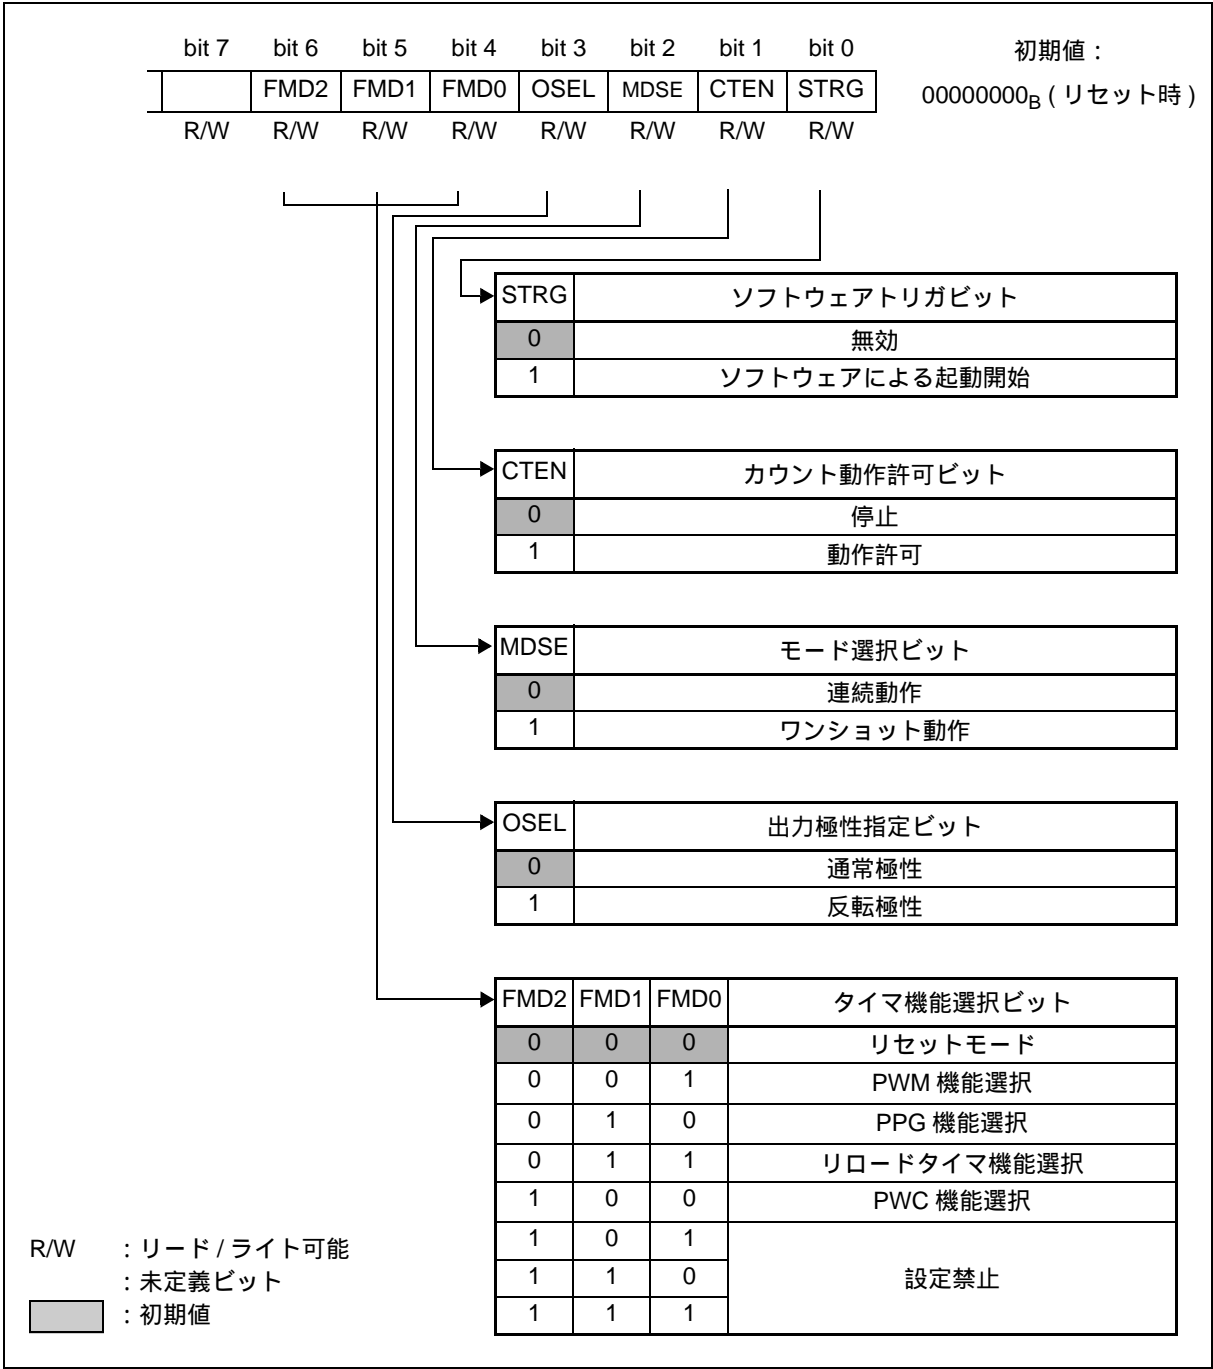 bit 7 bit 6 bit 5 bit 4 bit 3 bit 2 bit 1 bit 0 初期値：
FMD2 FMD1 FMD0 OSEL MDSE CTEN STRG 00000000B ( リセット時 )
R/W R/W R/W R/W R/W R/W R/W R/W
STRG ソフトウェアトリガビット
0 無効
1 ソフトウェアによる起動開始
CTEN カウント動作許可ビット
0 停止
1 動作許可
MDSE モード選択ビット
0 連続動作
1 ワンショット動作
OSEL 出力極性指定ビット
0 通常極性
1 反転極性
FMD2 FMD1 FMD0 タイマ機能選択ビット
0 0 0 リセットモード
0 0 1 PWM 機能選択
0 1 0 PPG 機能選択
0 1 1 リロードタイマ機能選択
1 0 0 PWC 機能選択
1 0 1
1 1 0 設定禁止
1 1 1
R/W ：リード / ライト可能
：未定義ビット
：初期値